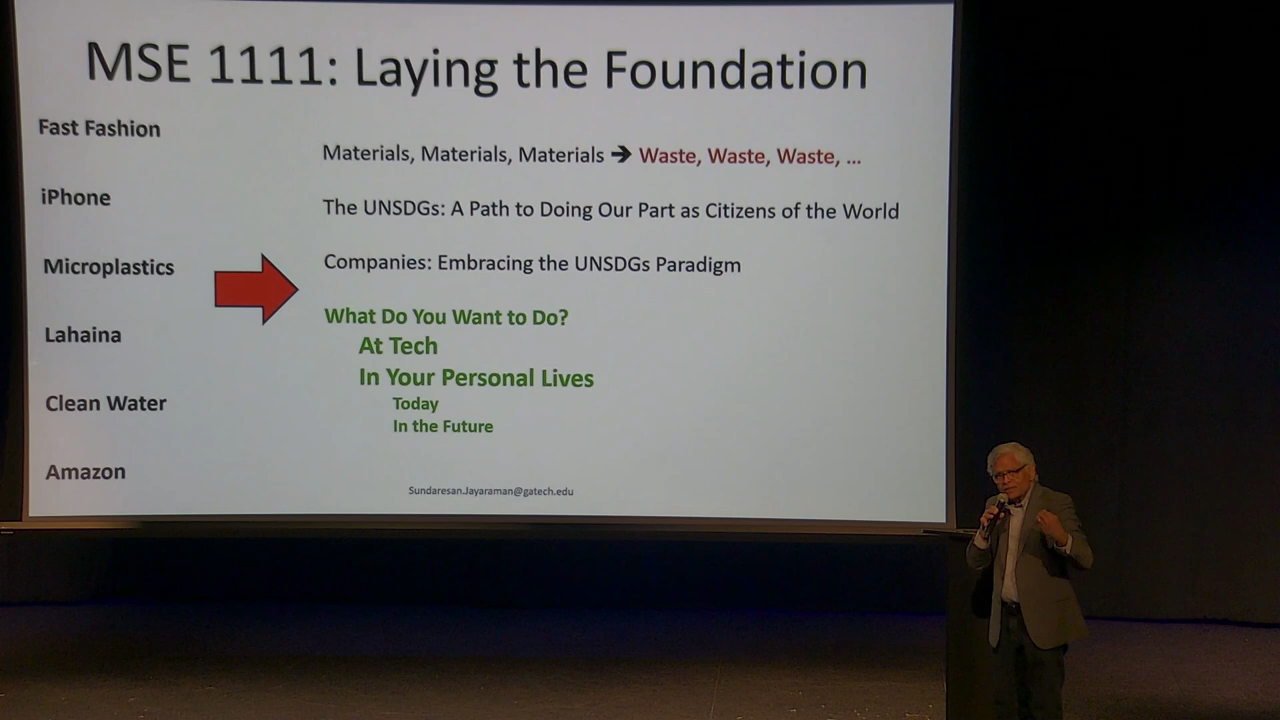 MSE 1111: Laying the Foundation
Fast Fashion
iPhone
Microplastics
Lahaina
Clean Water
Amazon
Materials, Materials, Materials ➔ Waste, Waste, Waste, ...
The UNSDGs: A Path to Doing Our Part as Citizens of the World
Companies: Embracing the UNSDGs Paradigm
What Do You Want to Do?
At Tech
In Your Personal Lives
Today
In the Future
Sundaresan.Jayaraman@gatech.edu